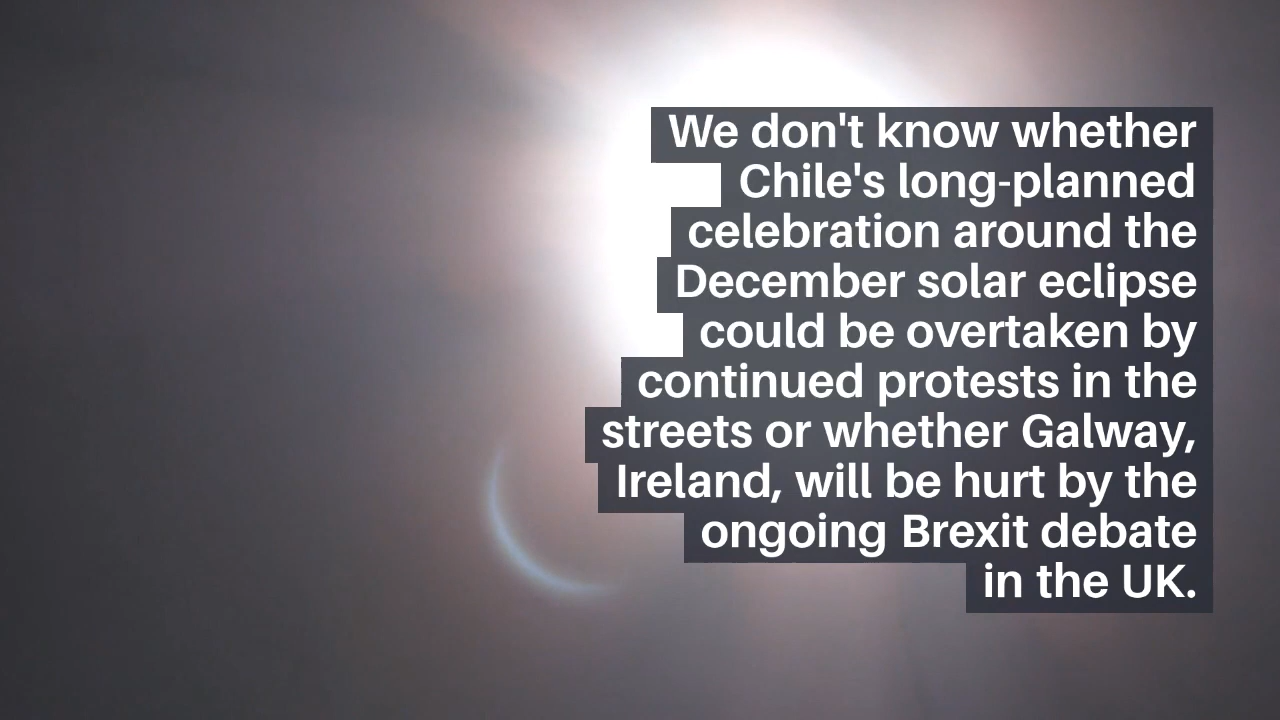 We don't know whether
Chile's long-planned
celebration around the
December solar eclipse
could be overtaken by
continued protests in the
streets or whether Galway,
Ireland, will be hurt by the
ongoing Brexit debate
in the UK.